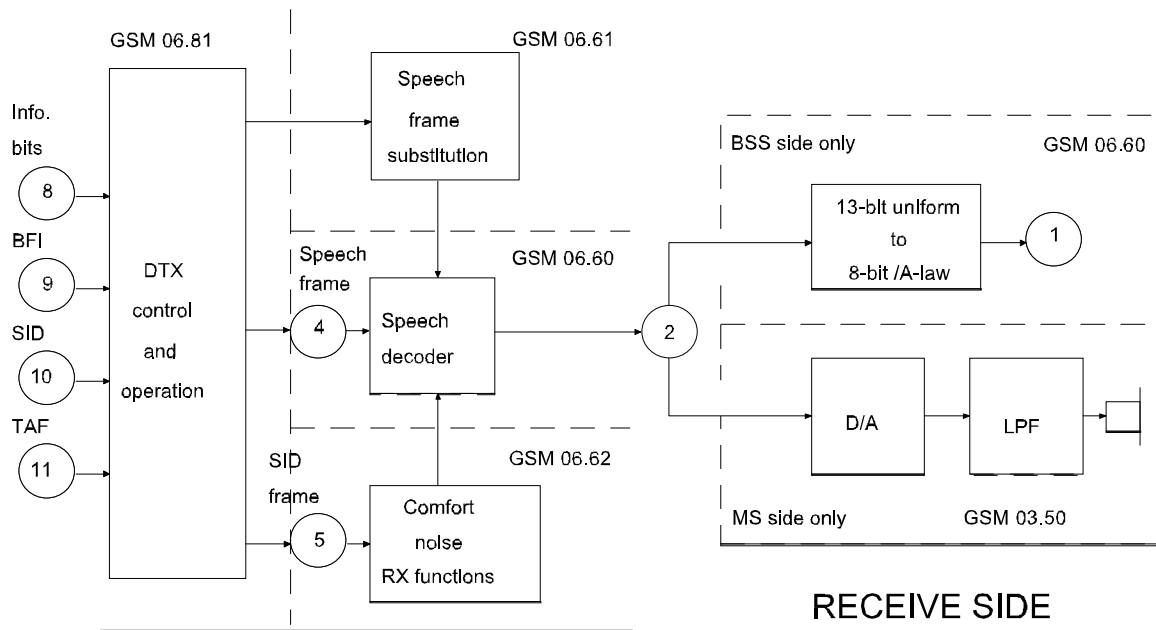 GSM 06.81
GSM 06.61
Speech
frame
substitution
Info.
bits
8
BFI
9
SID
10
TAF
11
DTX
control
and
operation
Speech
frame
GSM 06.60
4
Speech
decoder
2
SID
frame
GSM 06.62
5
Comfort
noise
RX functions
BSS side only
GSM 06.60
13-bit uniform
to
8-bit /A-law
1
D/A
LPF
MS side only
GSM 03.50
RECEIVE SIDE